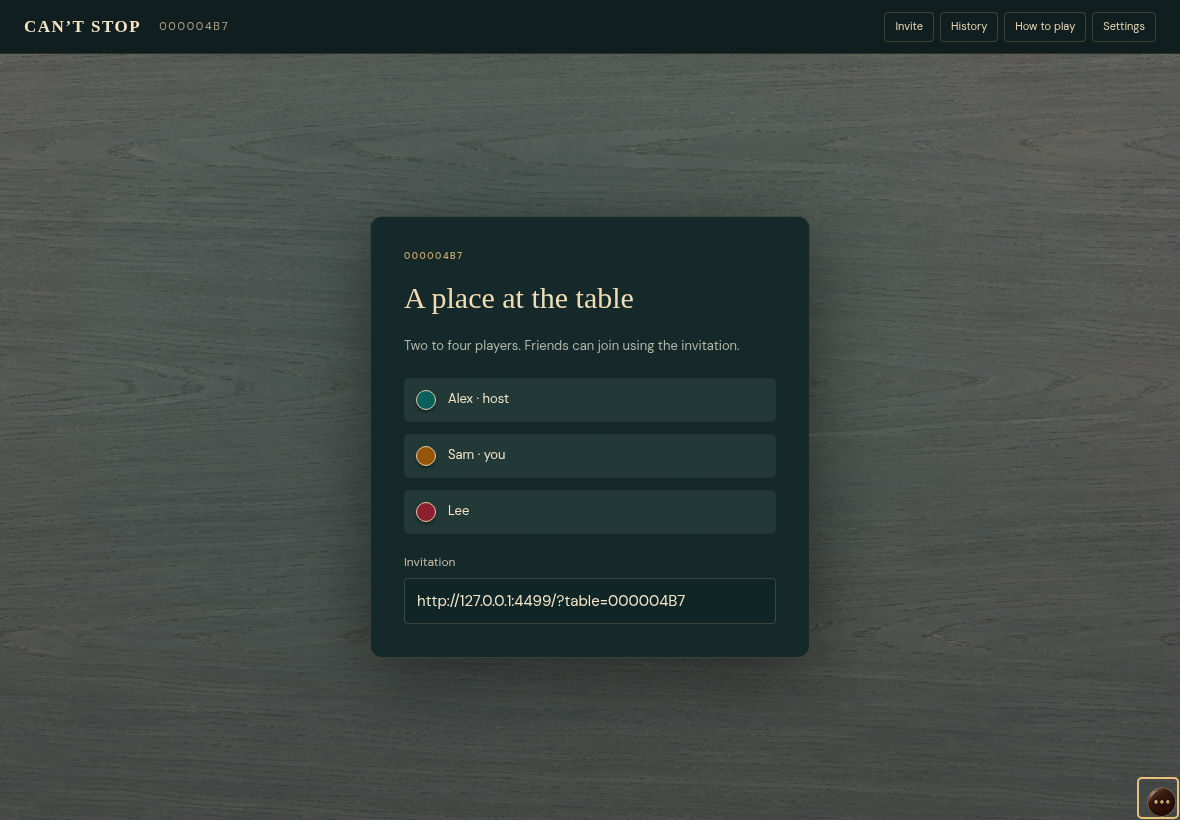 CAN’T STOP
000004B7
Invite
History
How to play
Settings
000004B7
A place at the table
Two to four players. Friends can join using the invitation.
Alex · host
Sam · you
Lee
Invitation
http://127.0.0.1:4499/?table=000004B7